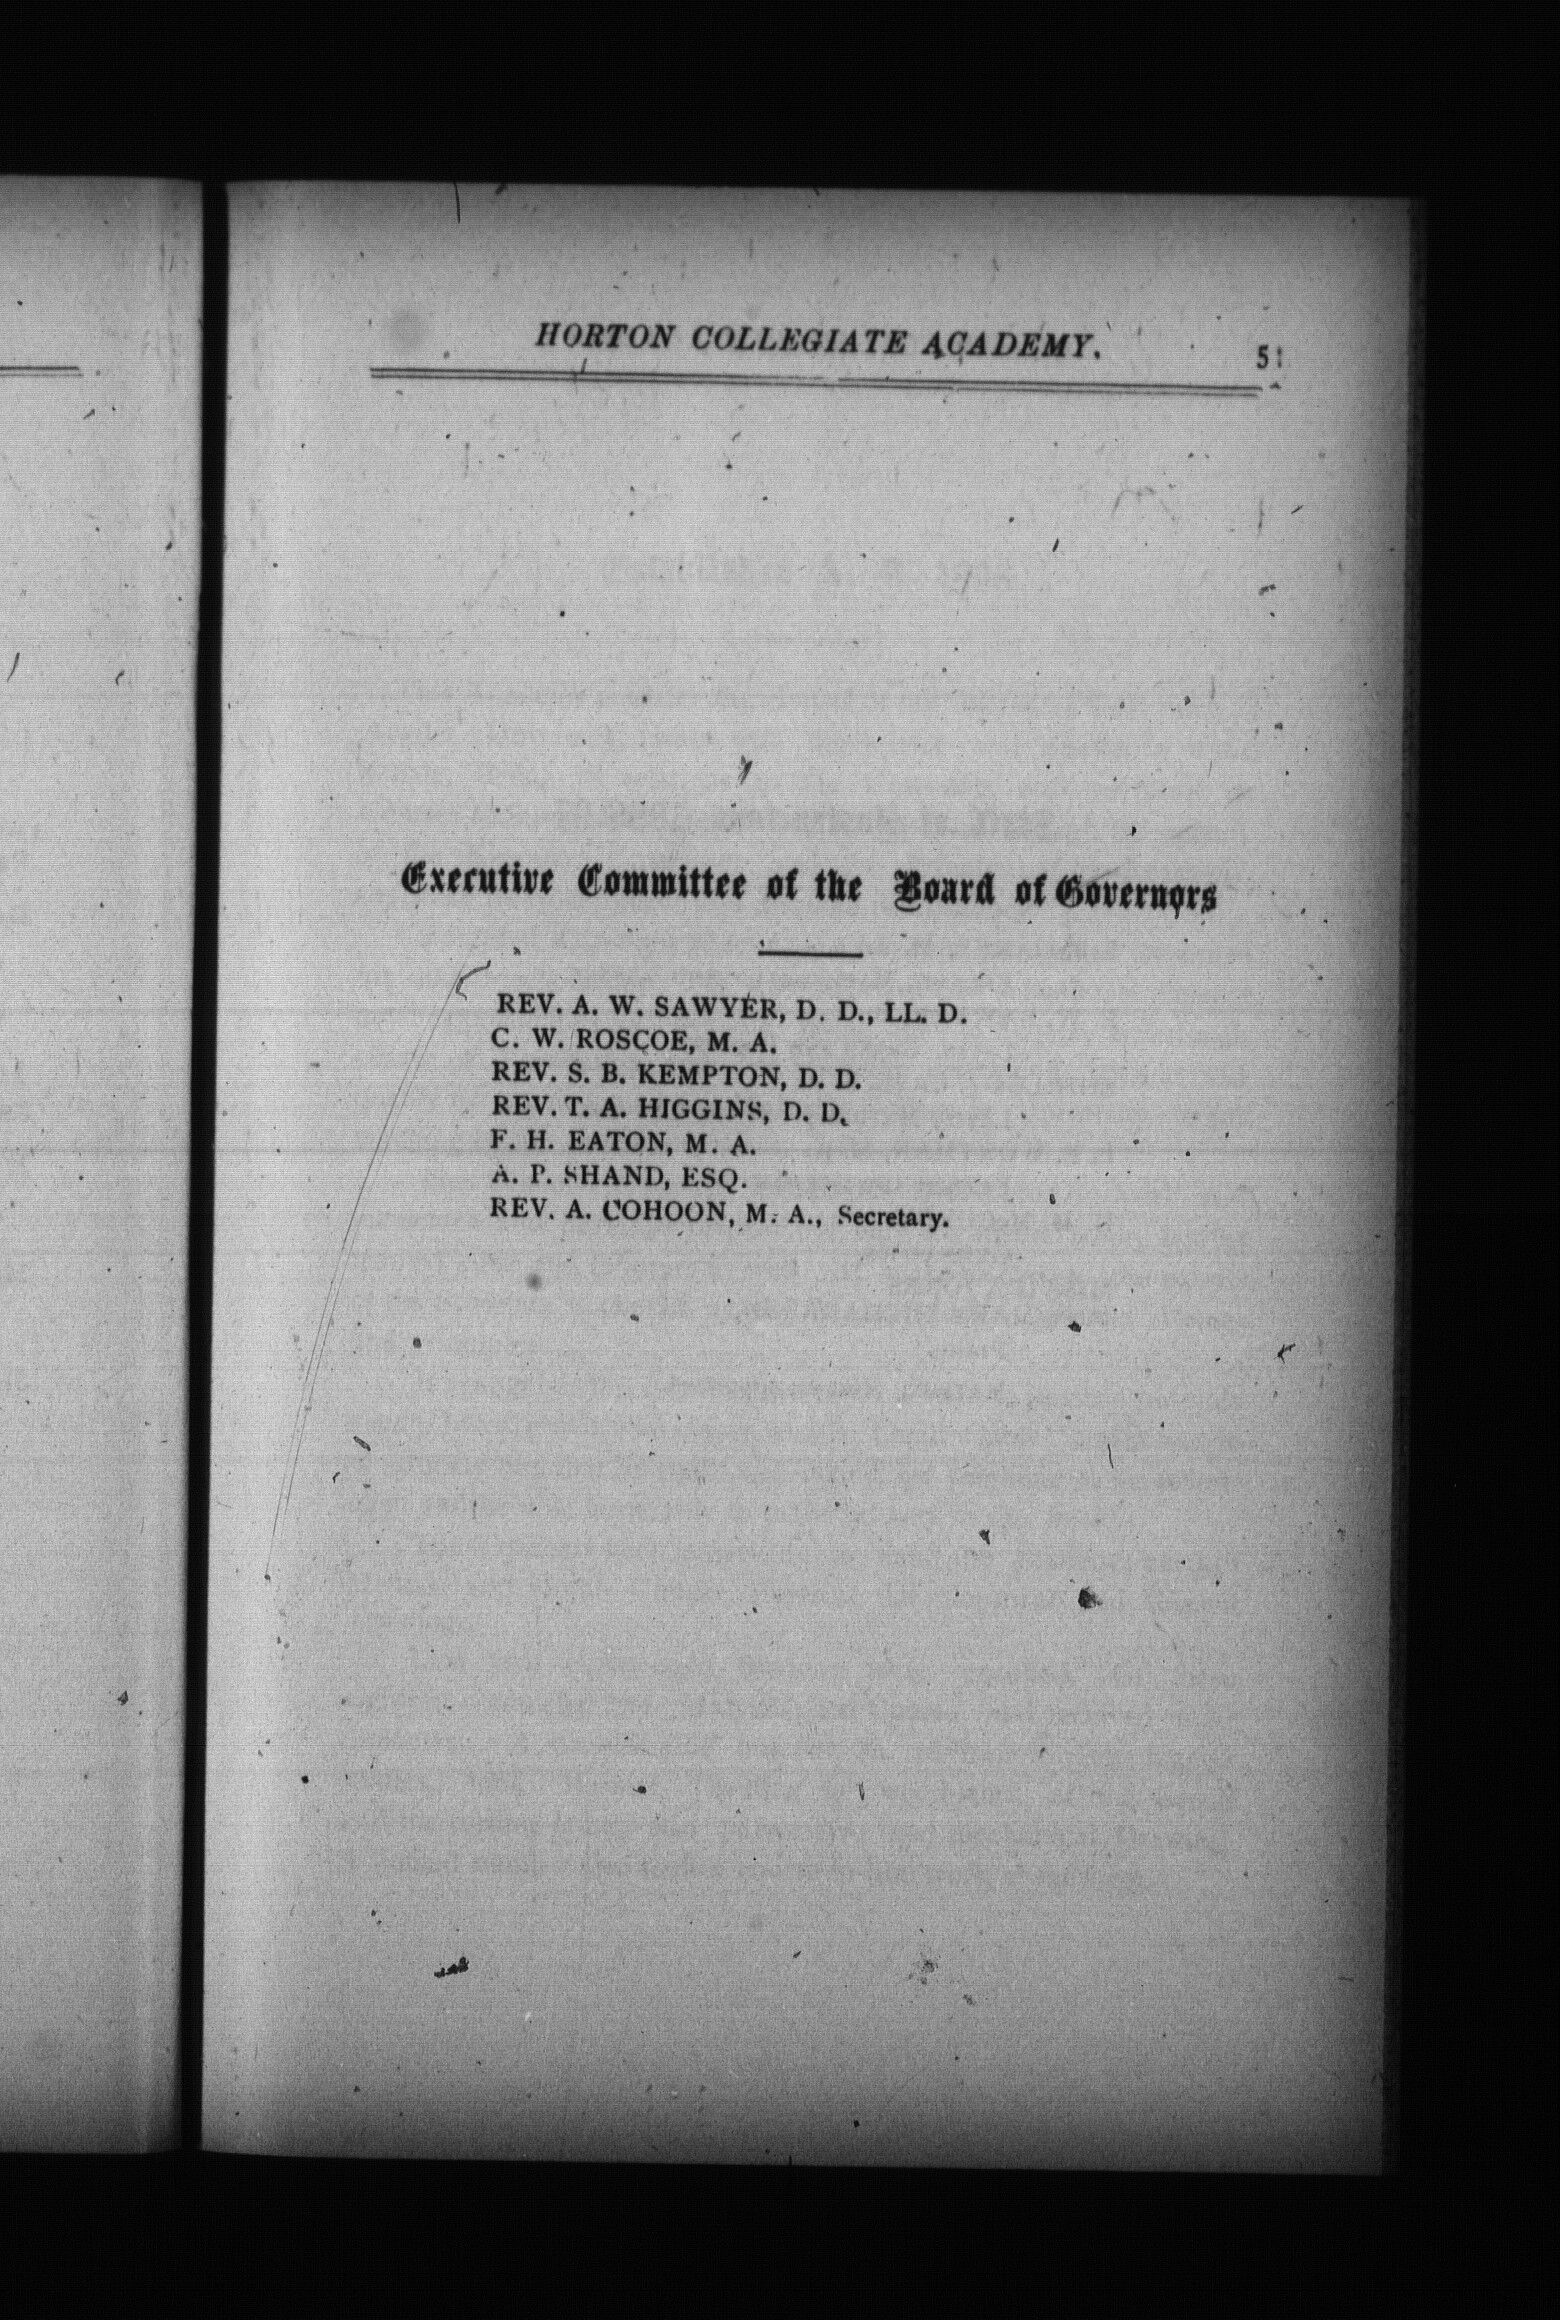 HORTON COLLEGIATE ACADEMY. 5
Executive Committee of the Board of Governors
REV. A. W. SAWYER, D. D., LL. D.
C. W. ROSCOE, M. A.
REV. S. B. KEMPTON, D. D.
REV. T. A. HIGGINS, D. D.
F. H. EATON, M. A.
A. P. SHAND, ESQ.
REV. A. COHOON, M. A., Secretary.